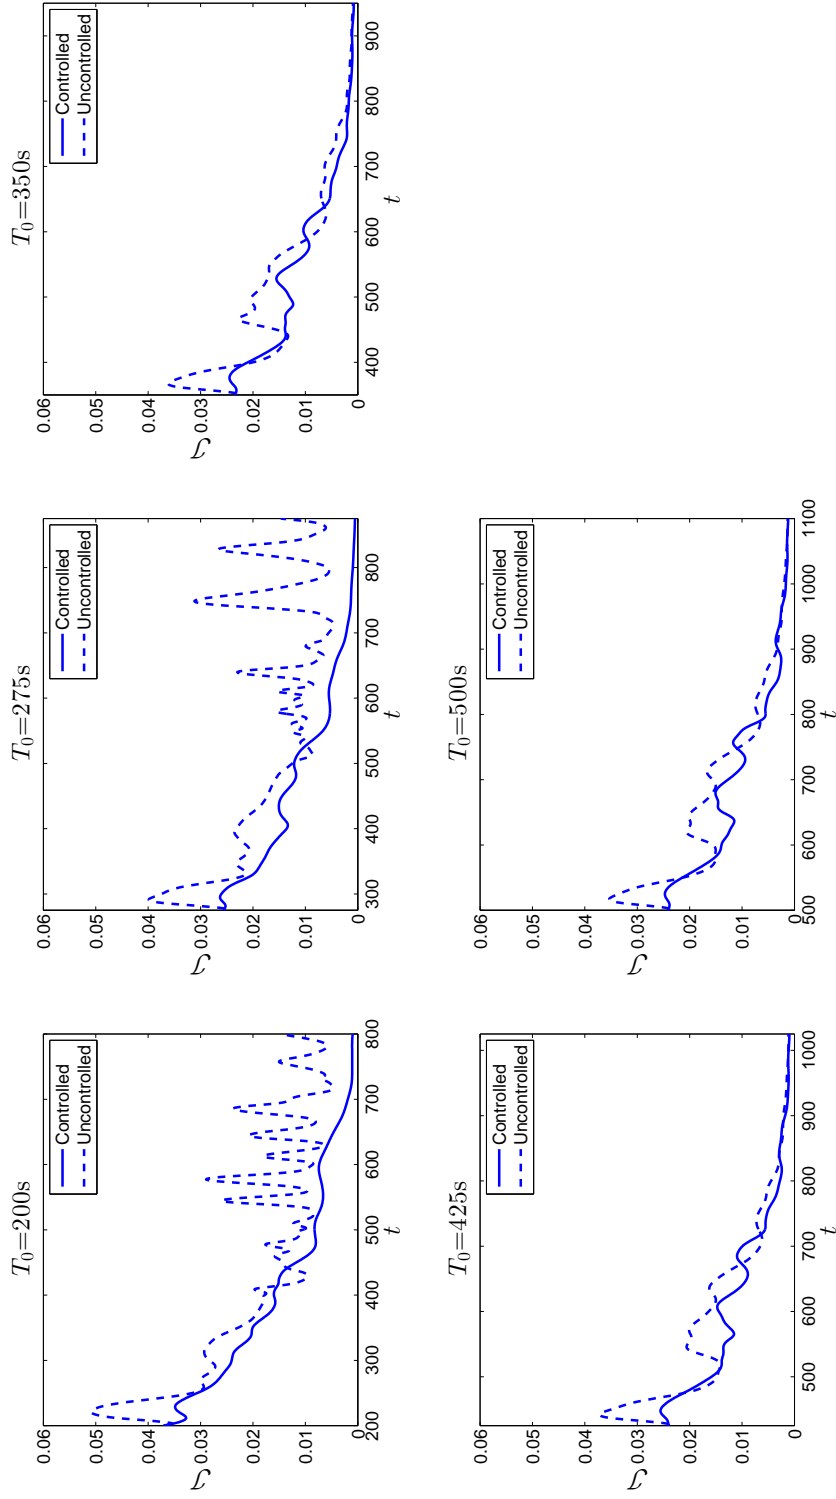 T₀=200s
0.06
0.05
0.04
0.03
0.02
0.01
0
200 300 400 500 600 700 800
t
𝒥
Controlled
Uncontrolled
T₀=275s
0.06
0.05
0.04
0.03
0.02
0.01
0
300 400 500 600 700 800
t
𝒥
Controlled
Uncontrolled
T₀=350s
0.06
0.05
0.04
0.03
0.02
0.01
0
400 500 600 700 800 900
t
𝒥
Controlled
Uncontrolled
T₀=425s
0.06
0.05
0.04
0.03
0.02
0.01
0
500 600 700 800 900 1000
t
𝒥
Controlled
Uncontrolled
T₀=500s
0.06
0.05
0.04
0.03
0.02
0.01
0
500 600 700 800 900 1000 1100
t
𝒥
Controlled
Uncontrolled